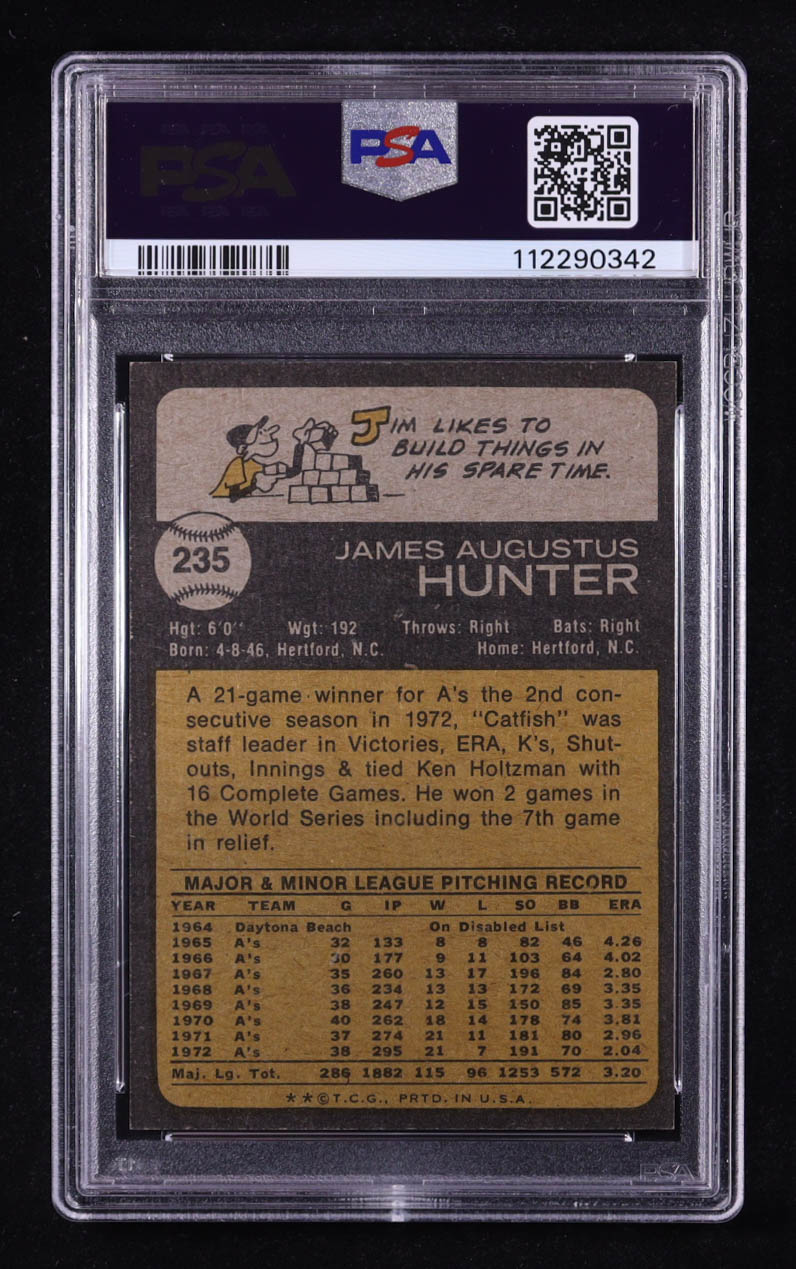 PSA
PSA
112290342
JIM LIKES TO
BUILD THINGS IN
HIS SPARE TIME.
235
JAMES AUGUSTUS
HUNTER
Hgt: 6'0" Wgt: 192 Throws: Right Bats: Right
Born: 4-8-46, Hertford, N.C. Home: Hertford, N.C.
A 21-game winner for A's the 2nd con-
secutive season in 1972, "Catfish" was
staff leader in Victories, ERA, K's, Shut-
outs, Innings & tied Ken Holtzman with
16 Complete Games. He won 2 games in
the World Series including the 7th game
in relief.
MAJOR & MINOR LEAGUE PITCHING RECORD
YEAR TEAM G IP W L SO BB ERA
1964 Daytona Beach On Disabled List
1965 A's 32 133 8 8 82 46 4.26
1966 A's 30 177 9 11 103 64 4.02
1967 A's 35 260 13 17 196 84 2.80
1968 A's 36 234 13 13 172 69 3.35
1969 A's 38 247 12 15 150 85 3.35
1970 A's 40 262 18 14 178 74 3.81
1971 A's 37 274 21 11 181 80 2.96
1972 A's 38 295 21 7 191 70 2.04
Maj. Lg. Tot. 286 1882 115 96 1253 572 3.20
**©T.C.G., PRTD. IN U.S.A.
PSA